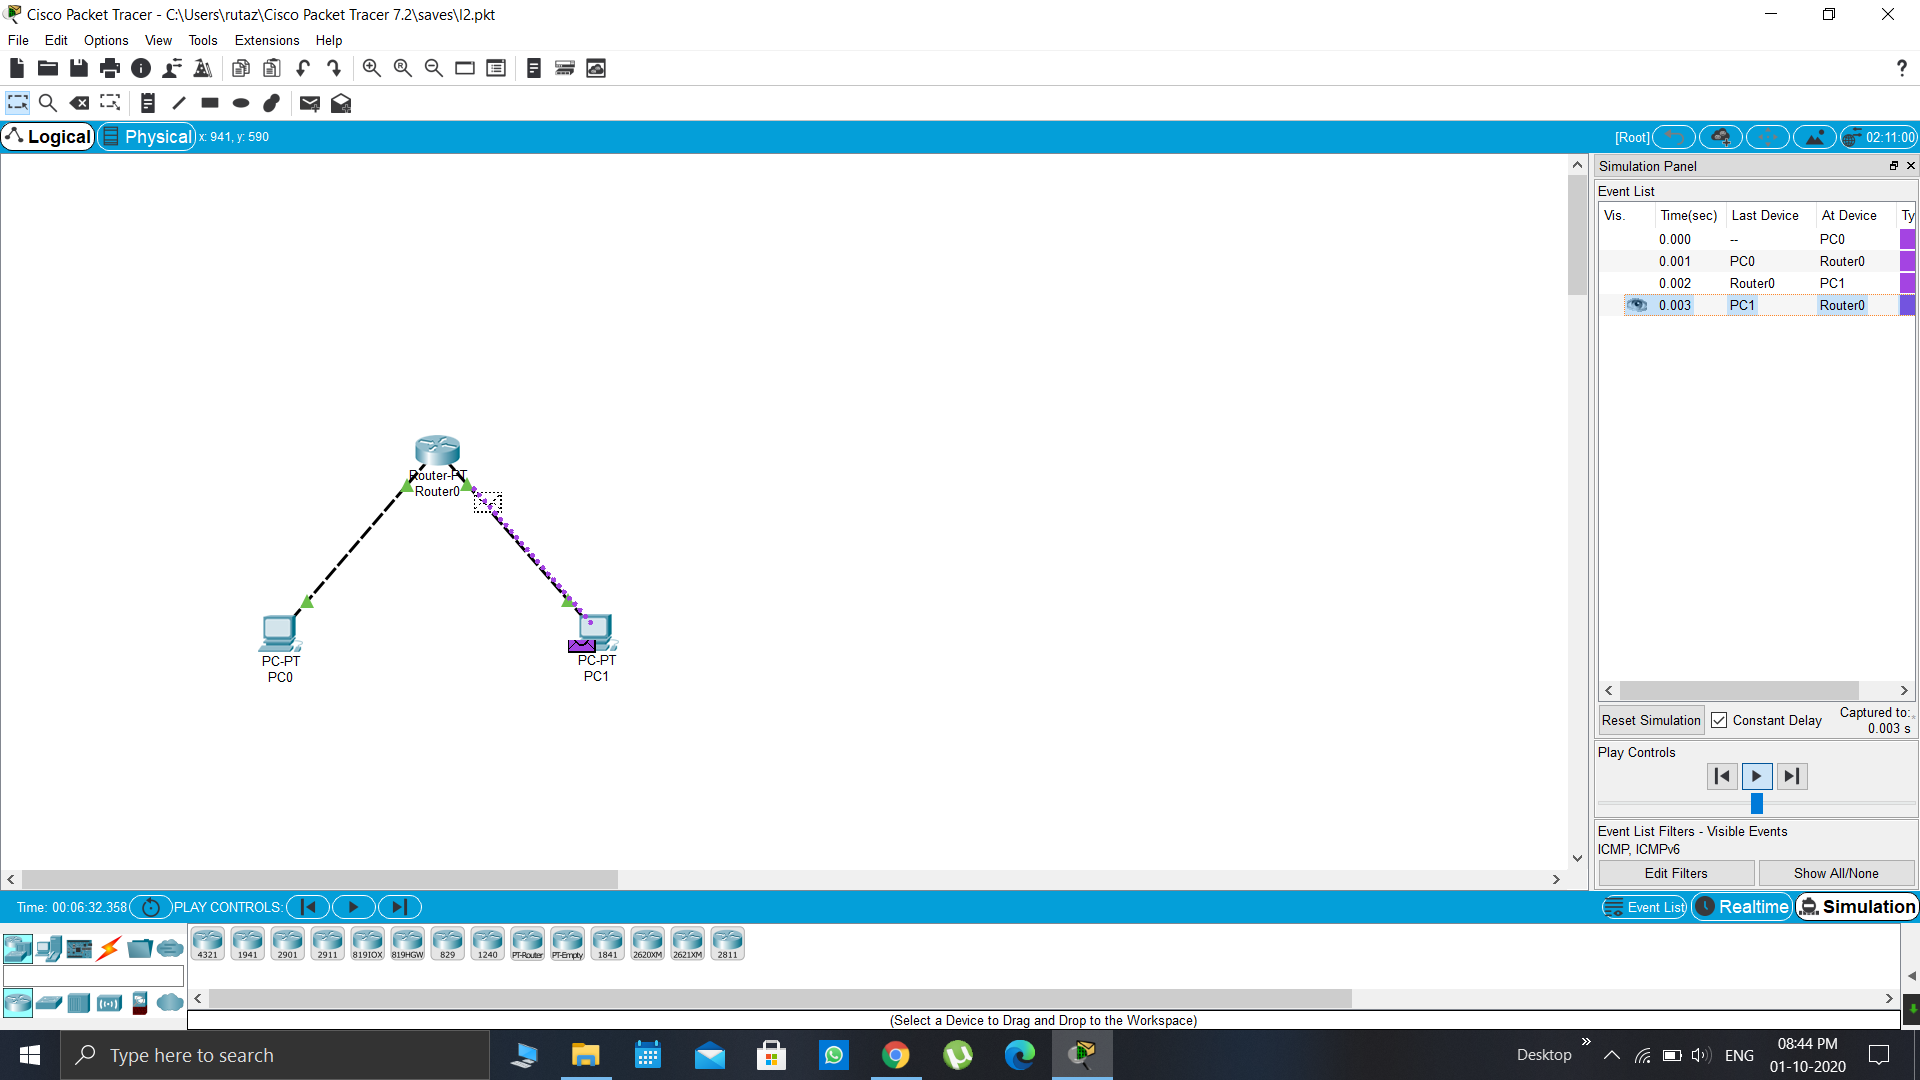 Cisco Packet Tracer - C:\Users\rutaz\Cisco Packet Tracer 7.2\saves\l2.pkt
File Edit Options View Tools Extensions Help
Logical Physical x: 941, y: 590 [Root] 02:11:00
Simulation Panel
Event List
Vis. Time(sec) Last Device At Device Ty
0.000 -- PC0
0.001 PC0 Router0
0.002 Router0 PC1
0.003 PC1 Router0
Router-PT
Router0
PC-PT
PC0
PC-PT
PC1
Reset Simulation Constant Delay Captured to:
0.003 s
Play Controls
Event List Filters - Visible Events
ICMP, ICMPv6
Edit Filters Show All/None
Time: 00:06:32.358 PLAY CONTROLS: Event List Realtime Simulation
4321 1941 2901 2911 819IOX 819HGW 829 1240 PT-Router PT-Empty 1841 2620XM 2621XM 2811
(Select a Device to Drag and Drop to the Workspace)
Type here to search
Desktop ENG 08:44 PM
01-10-2020